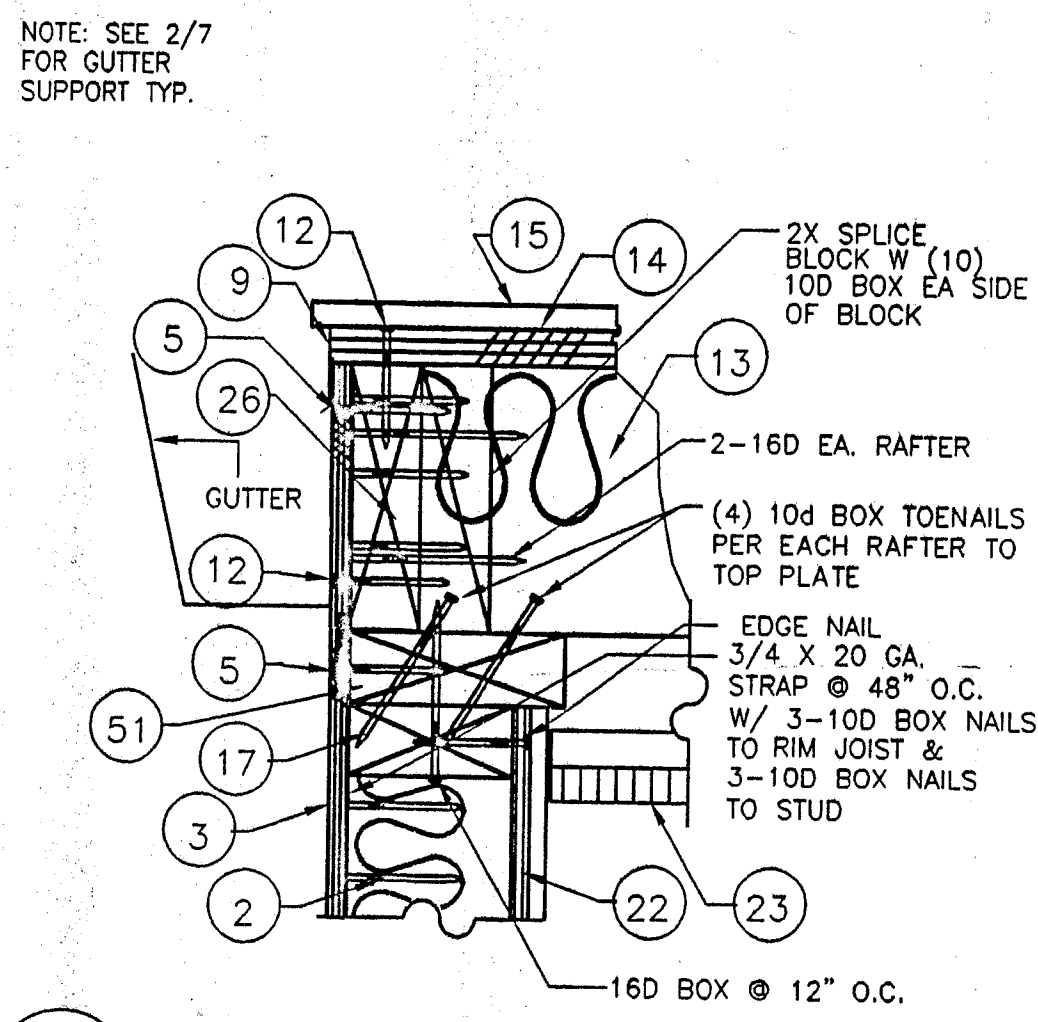 NOTE: SEE 2/7
FOR GUTTER
SUPPORT TYP.
12
15
14
9
5
26
13
2X SPLICE
BLOCK W (10)
10D BOX EA SIDE
OF BLOCK
GUTTER
2-16D EA. RAFTER
(4) 10d BOX TOENAILS
PER EACH RAFTER TO
TOP PLATE
12
5
51
17
3
2
EDGE NAIL
3/4 X 20 GA.
STRAP @ 48" O.C.
W/ 3-10D BOX NAILS
TO RIM JOIST &
3-10D BOX NAILS
TO STUD
22
23
16D BOX @ 12" O.C.